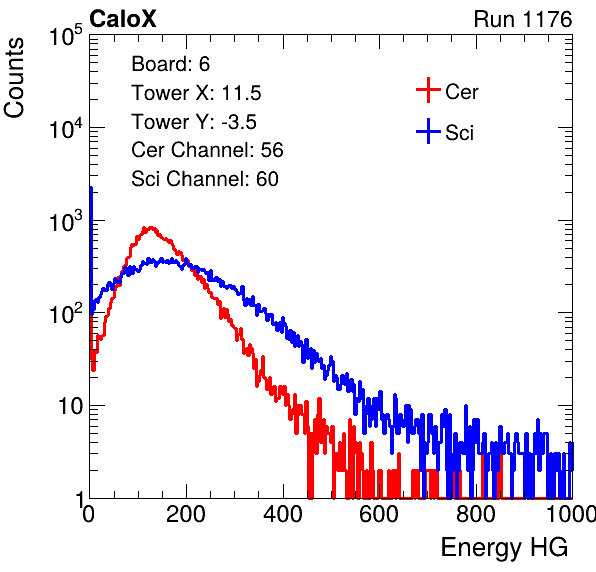 CaloX Run 1176
Counts
10^5
10^4
10^3
10^2
10
1
Board: 6
Tower X: 11.5
Tower Y: -3.5
Cer Channel: 56
Sci Channel: 60
Cer
Sci
0 200 400 600 800 1000
Energy HG